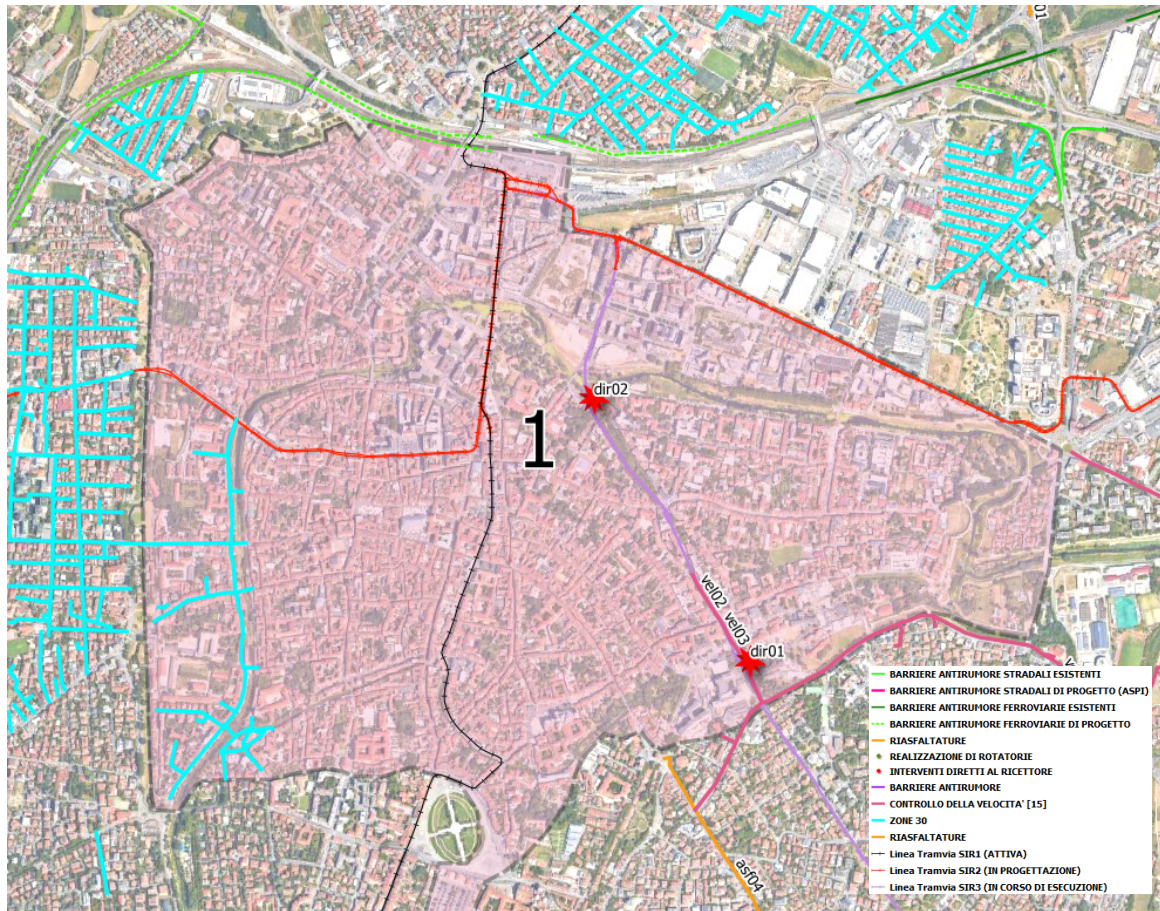 01
dir02
1
vel02 vel03
dir01
v
BARRIERE ANTIRUMORE STRADALI ESISTENTI
BARRIERE ANTIRUMORE STRADALI DI PROGETTO (ASPI)
BARRIERE ANTIRUMORE FERROVIARIE ESISTENTI
BARRIERE ANTIRUMORE FERROVIARIE DI PROGETTO
RIASFALTATURE
REALIZZAZIONE DI ROTATORIE
INTERVENTI DIRETTI AL RICETTORE
BARRIERE ANTIRUMORE
CONTROLLO DELLA VELOCITA' [15]
ZONE 30
RIASFALTATURE
Linea Tramvia SIR1 (ATTIVA)
Linea Tramvia SIR2 (IN PROGETTAZIONE)
Linea Tramvia SIR3 (IN CORSO DI ESECUZIONE)
asf04